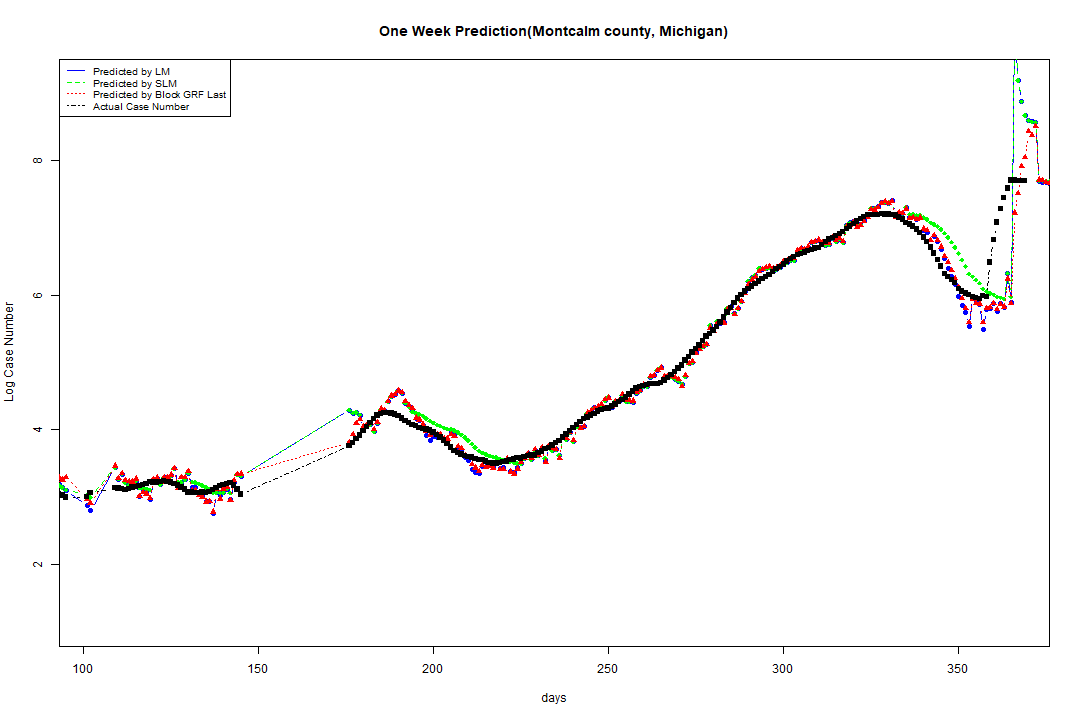 One Week Prediction(Montcalm county, Michigan)
Predicted by LM
Predicted by SLM
Predicted by Block GRF Last
Actual Case Number
Log Case Number
8
6
4
2
100 150 200 250 300 350
days